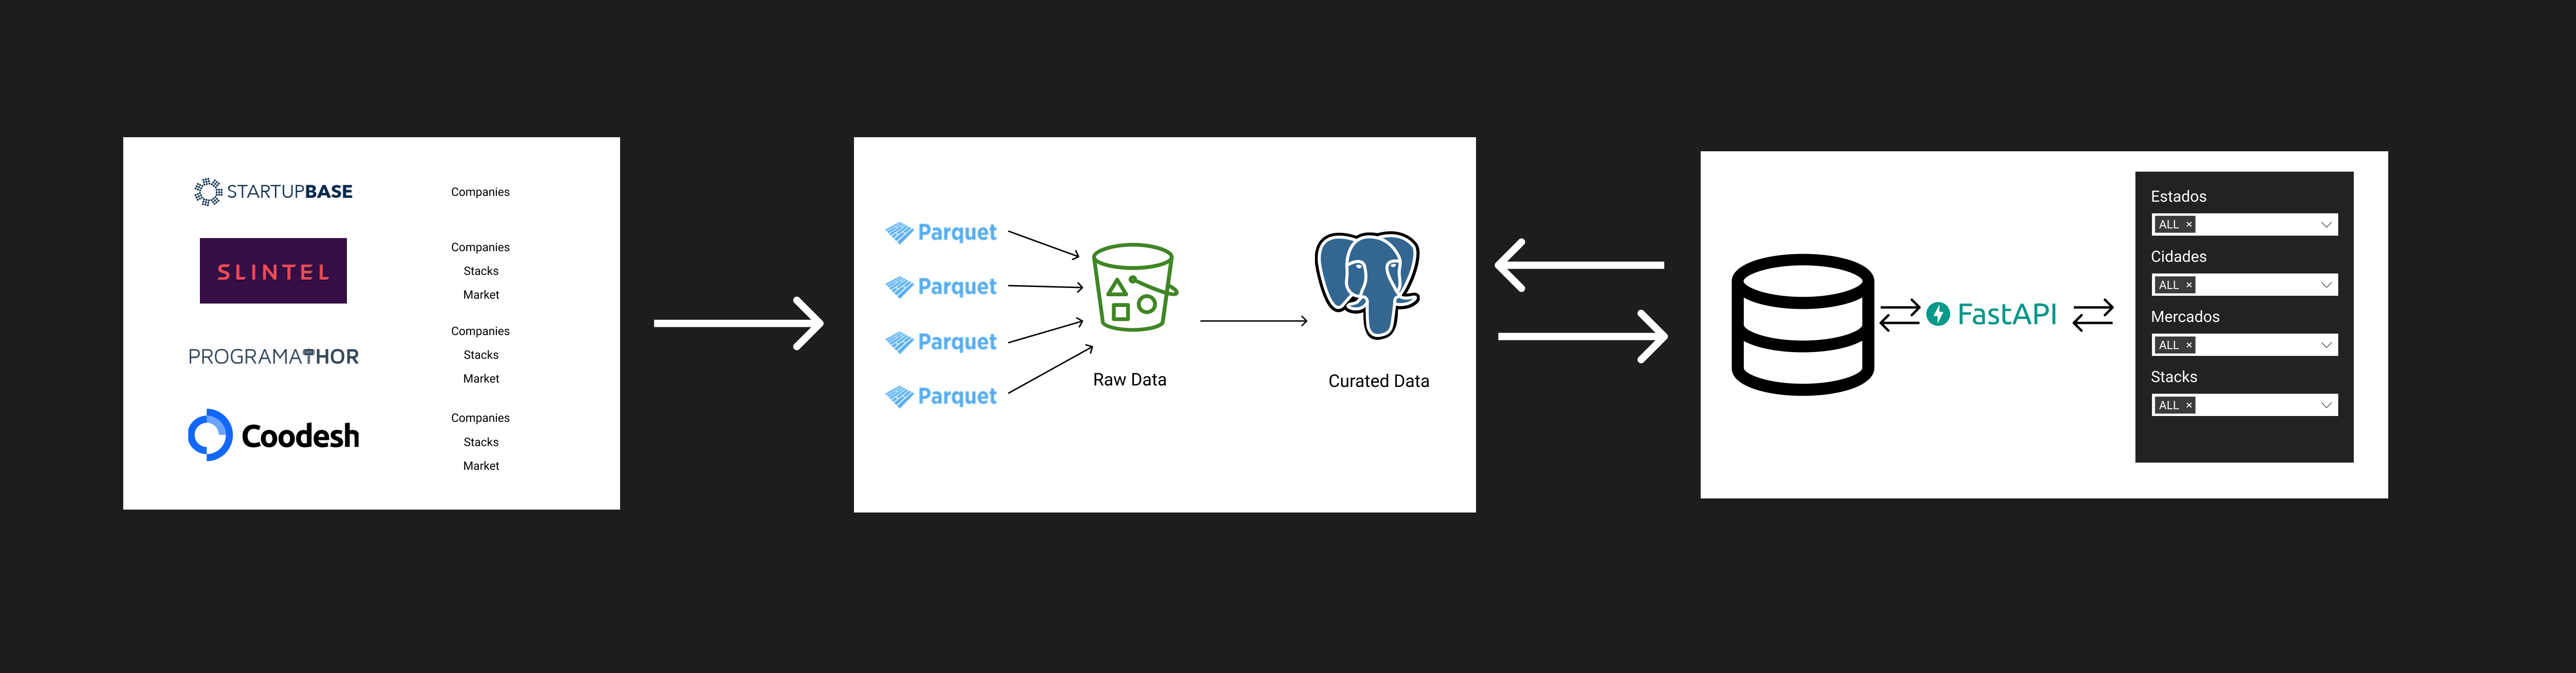 STARTUPBASE
Companies
SLINTEL
Companies
Stacks
Market
PROGRAMATHOR
Companies
Stacks
Market
Coodesh
Companies
Stacks
Market
Parquet
Parquet
Parquet
Parquet
Raw Data
Curated Data
FastAPI
Estados
ALL ×
Cidades
ALL ×
Mercados
ALL ×
Stacks
ALL ×